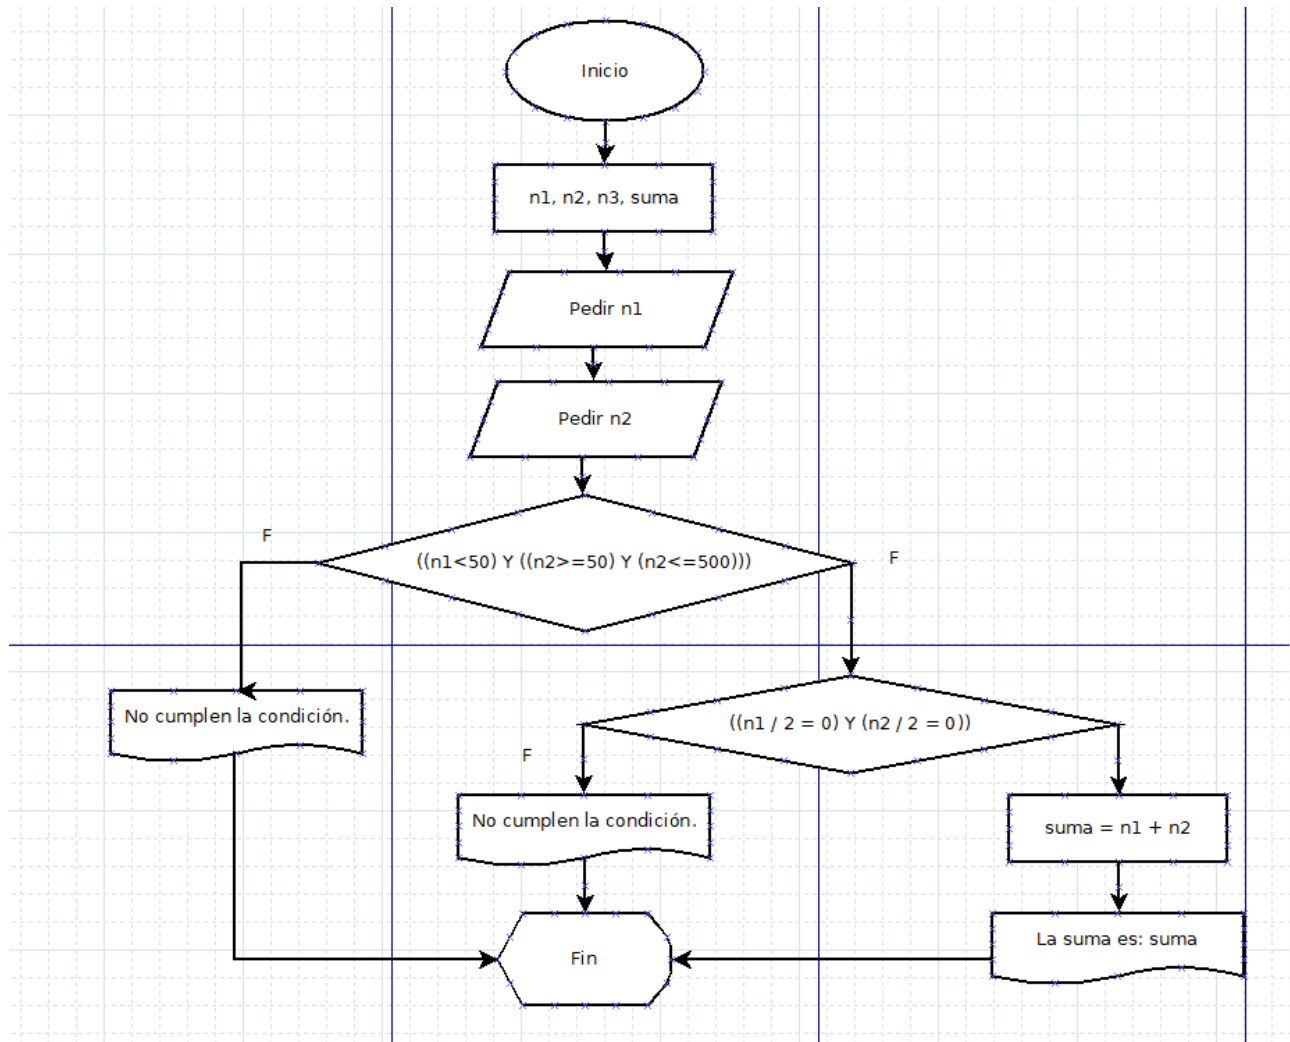 Inicio
n1, n2, n3, suma
Pedir n1
Pedir n2
F
((n1<50) Y ((n2>=50) Y (n2<=500)))
F
No cumplen la condición.
((n1 / 2 = 0) Y (n2 / 2 = 0))
F
No cumplen la condición.
suma = n1 + n2
La suma es: suma
Fin